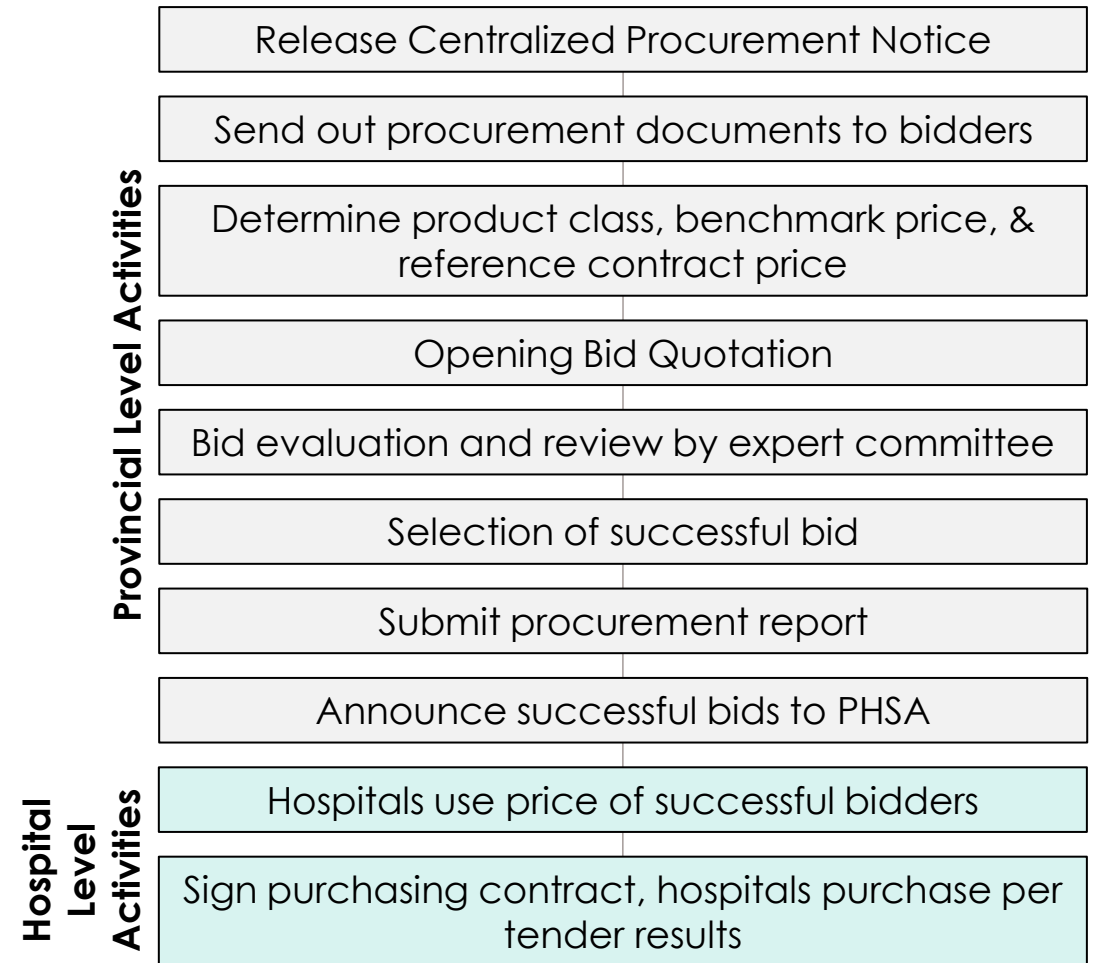 Release Centralized Procurement Notice
Send out procurement documents to bidders
Determine product class, benchmark price, &
reference contract price
Opening Bid Quotation
Bid evaluation and review by expert committee
Selection of successful bid
Submit procurement report
Announce successful bids to PHSA
Provincial Level Activities
Hospitals use price of successful bidders
Sign purchasing contract, hospitals purchase per
tender results
Hospital
Level
Activities